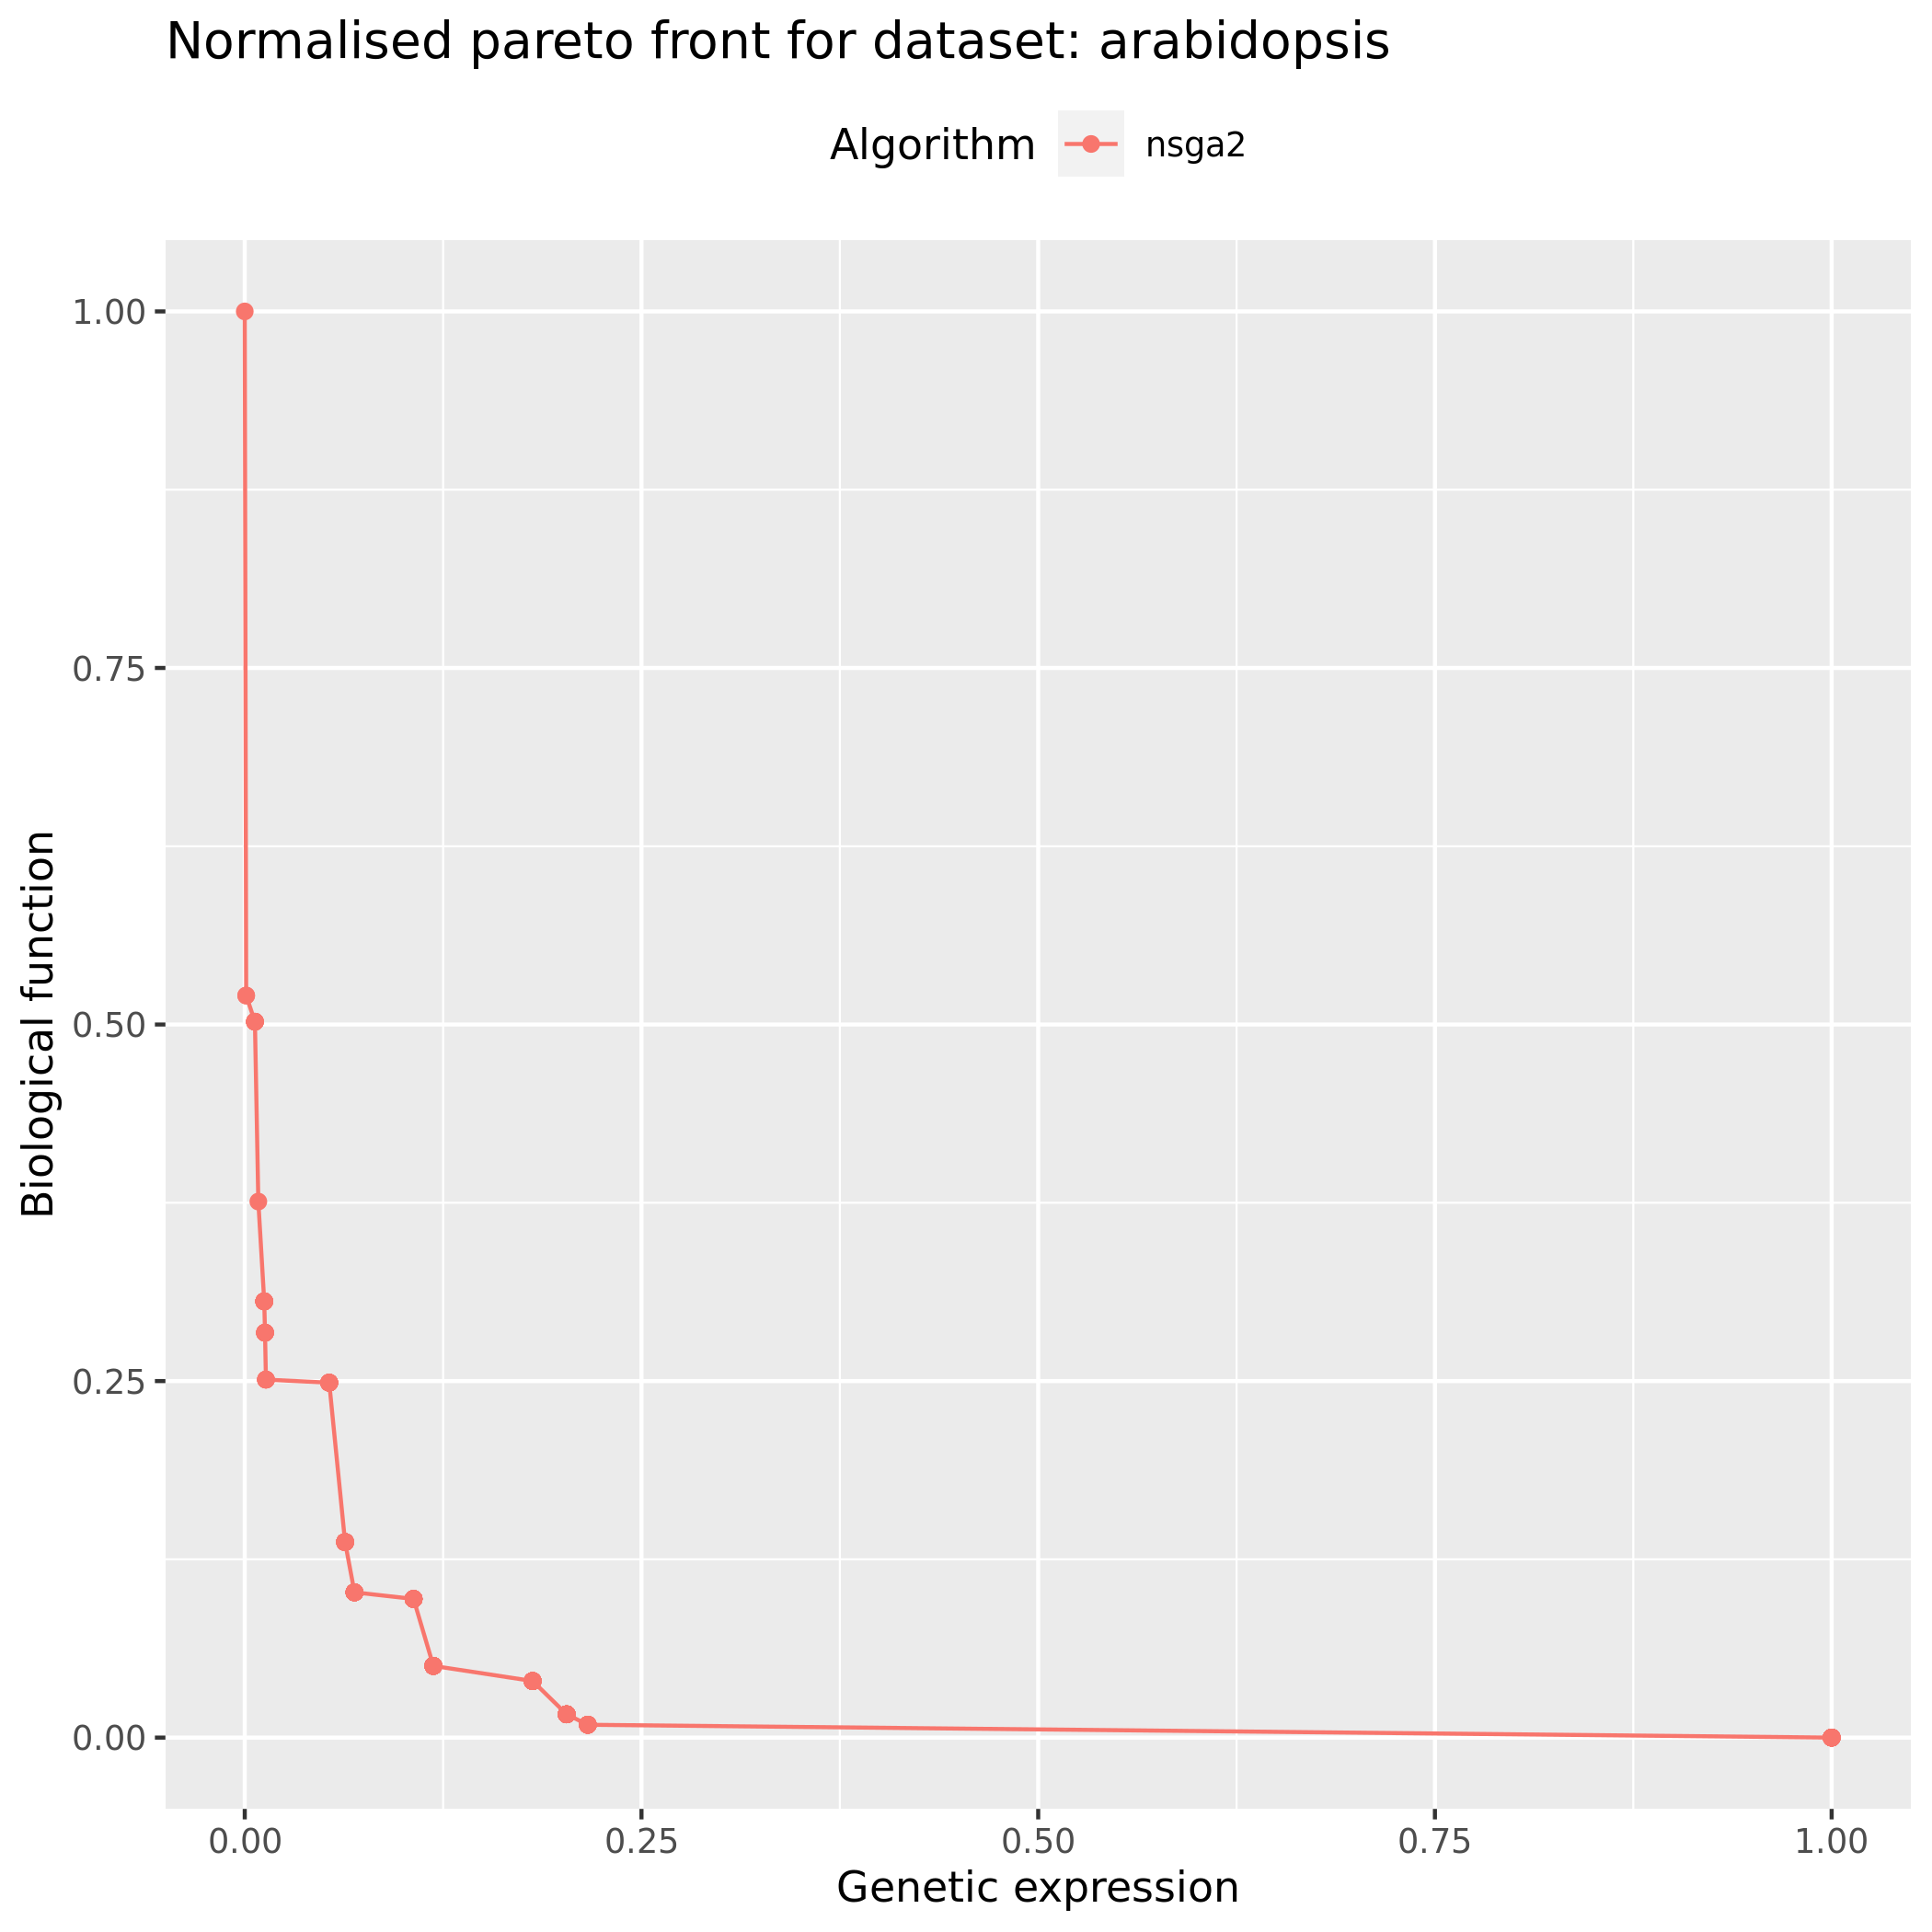 Normalised pareto front for dataset: arabidopsis
Algorithm nsga2
Biological function
1.00
0.75
0.50
0.25
0.00
0.00 0.25 0.50 0.75 1.00
Genetic expression